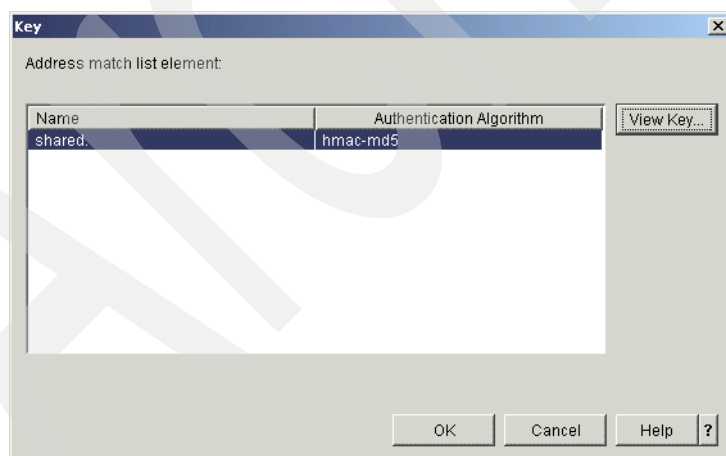 Key
Address match list element:
Name Authentication Algorithm
View Key...
shared. hmac-md5
OK Cancel Help ?